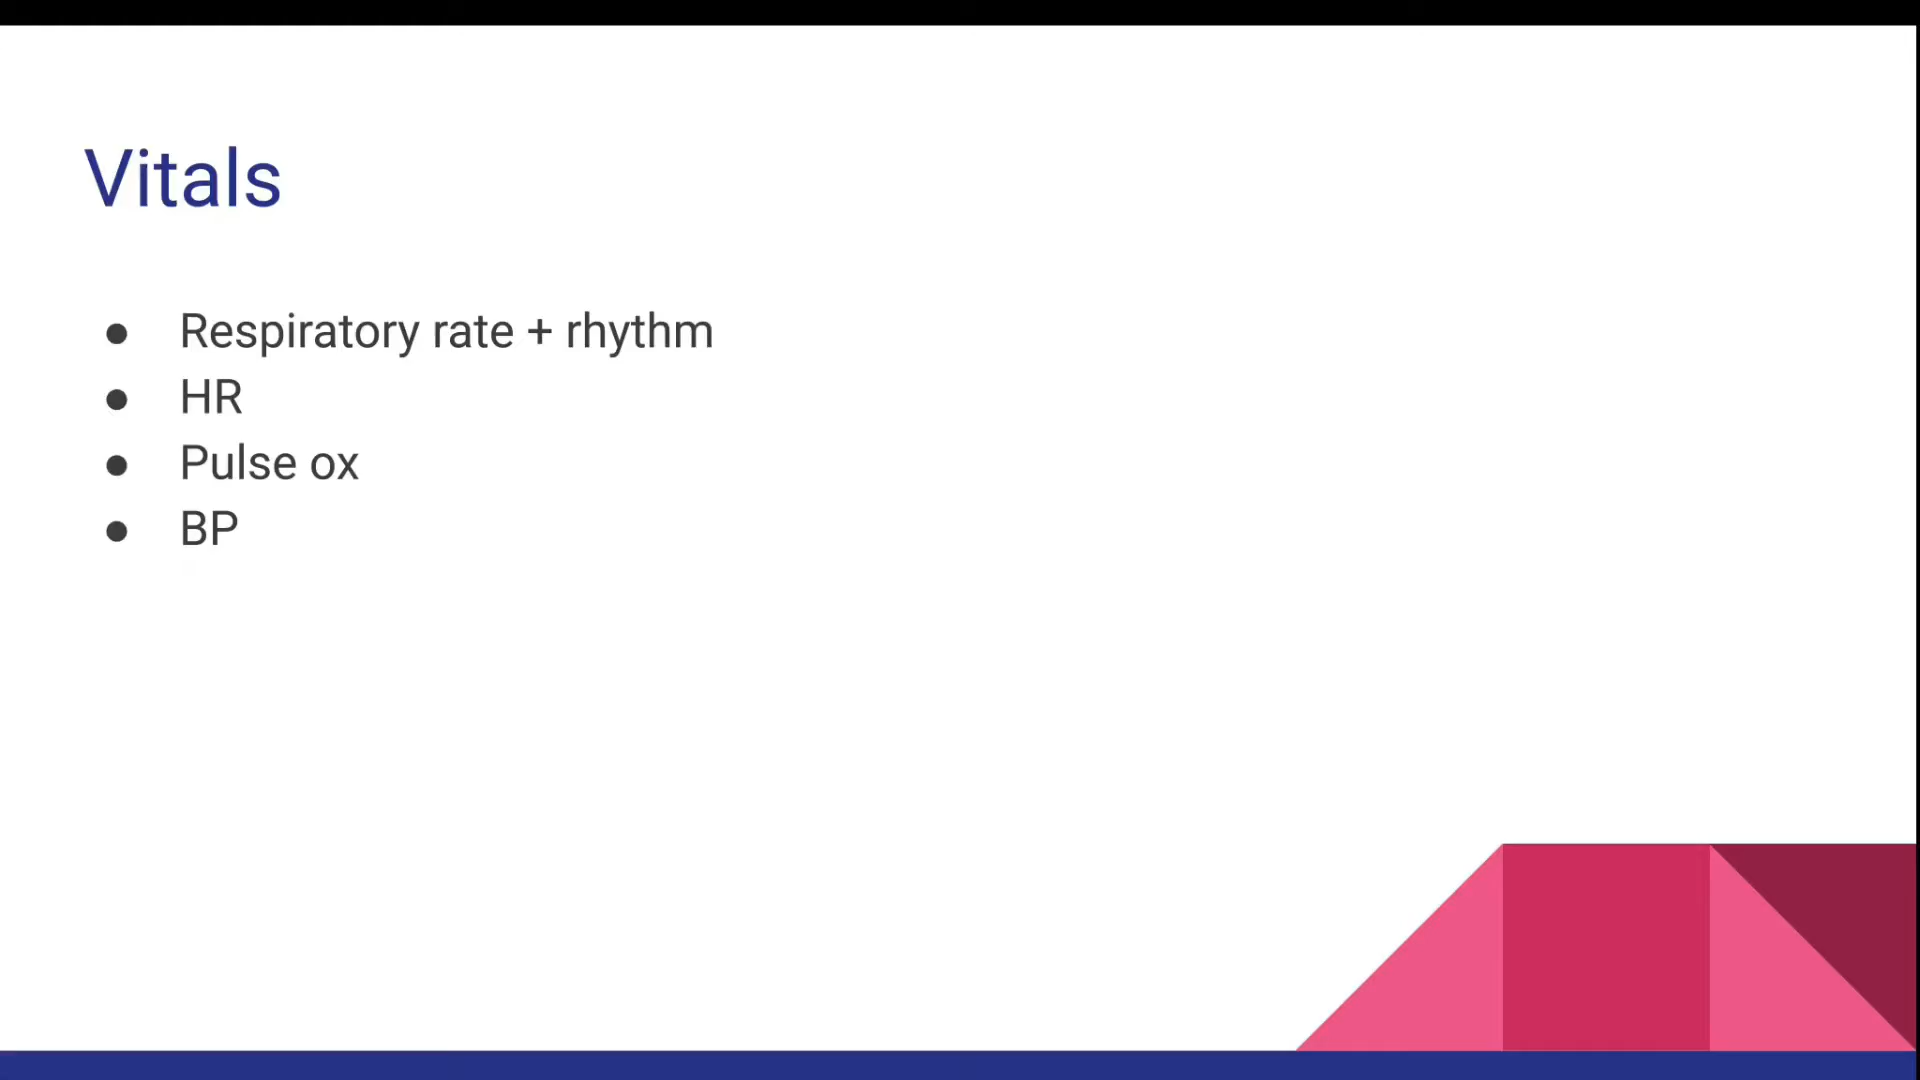 Vitals
● Respiratory rate + rhythm
● HR
● Pulse ox
● BP